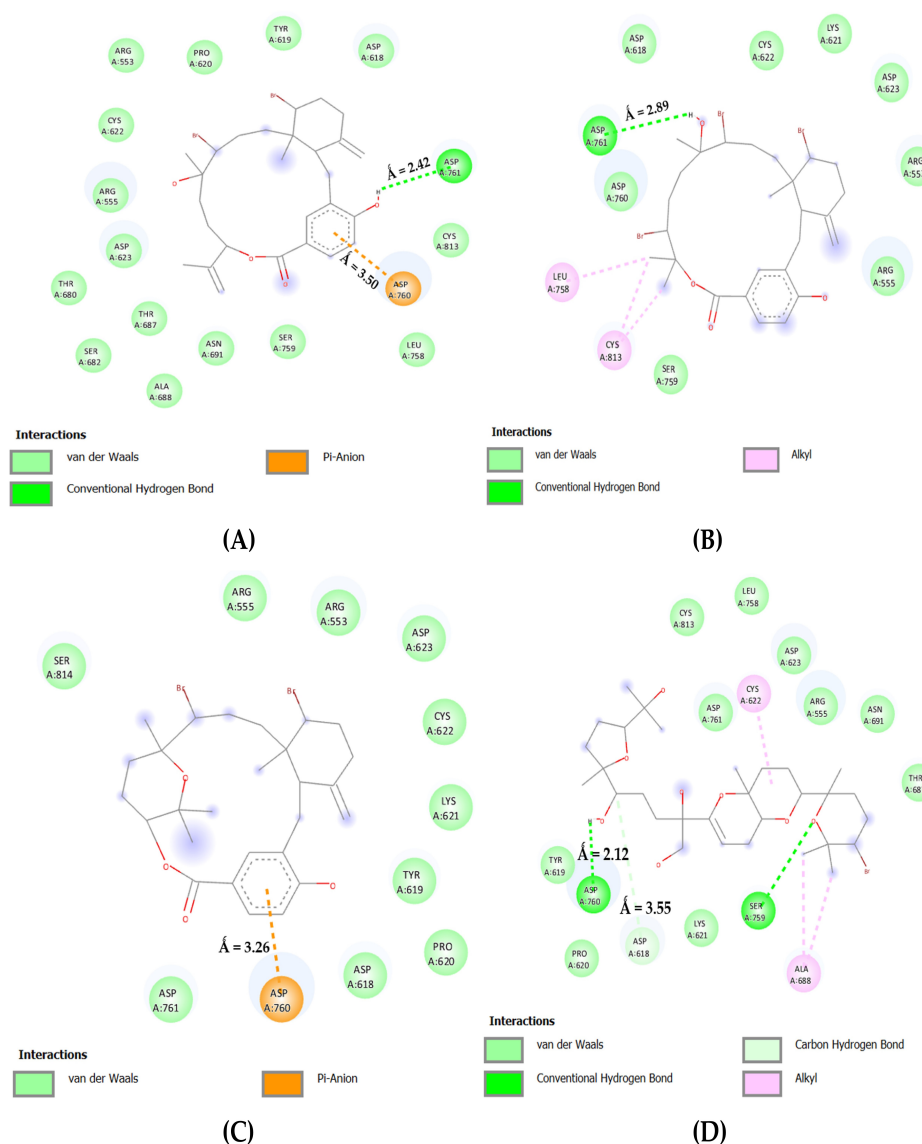 TYR
A:619
ARG
A:553
PRO
A:620
ASP
A:618
Br
Br
CYS
A:622
Å = 2.42
ASP
A:761
H
O
O
ARG
A:555
ASP
A:623
CYS
A:813
O
O
Å = 3.50
ASP
A:760
THR
A:680
THR
A:687
SER
A:682
ASN
A:691
SER
A:759
LEU
A:758
ALA
A:688
Interactions
van der Waals
Pi-Anion
Conventional Hydrogen Bond
(A)
ASP
A:618
CYS
A:622
LYS
A:621
ASP
A:623
Å = 2.89
H
O
Br
Br
ASP
A:761
ASP
A:760
Br
LEU
A:758
ARG
A:555
O
O
O
CYS
A:813
SER
A:759
Interactions
van der Waals
Alkyl
Conventional Hydrogen Bond
(B)
ARG
A:555
ARG
A:553
ASP
A:623
SER
A:814
Br
Br
CYS
A:622
O
LYS
A:621
TYR
A:619
O
O
O
Å = 3.26
PRO
A:620
ASP
A:618
ASP
A:761
ASP
A:760
Interactions
van der Waals
Pi-Anion
(C)
LEU
A:758
CYS
A:813
ASP
A:623
CYS
A:622
ARG
A:555
ASN
A:691
ASP
A:761
O
O
O
O
O
O
O
O
H
Br
Å = 2.12
TYR
A:619
ASP
A:760
Å = 3.55
SER
A:759
LYS
A:621
ASP
A:618
PRO
A:620
ALA
A:688
Interactions
van der Waals
Carbon Hydrogen Bond
Conventional Hydrogen Bond
Alkyl
(D)